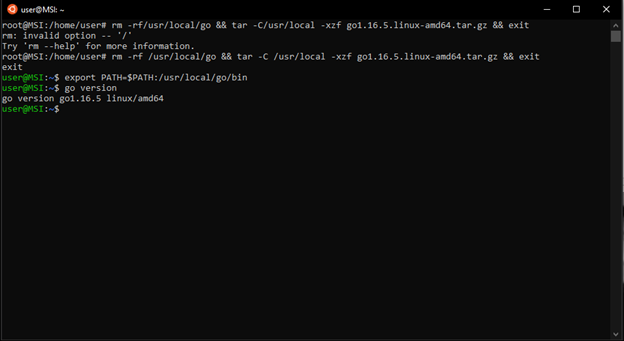 user@MSI: ~
root@MSI:/home/user# rm -rf/usr/local/go && tar -C/usr/local -xzf go1.16.5.linux-amd64.tar.gz && exit
rm: invalid option -- '/'
Try 'rm --help' for more information.
root@MSI:/home/user# rm -rf /usr/local/go && tar -C /usr/local -xzf go1.16.5.linux-amd64.tar.gz && exit
exit
user@MSI:~$ export PATH=$PATH:/usr/local/go/bin
user@MSI:~$ go version
go version go1.16.5 linux/amd64
user@MSI:~$